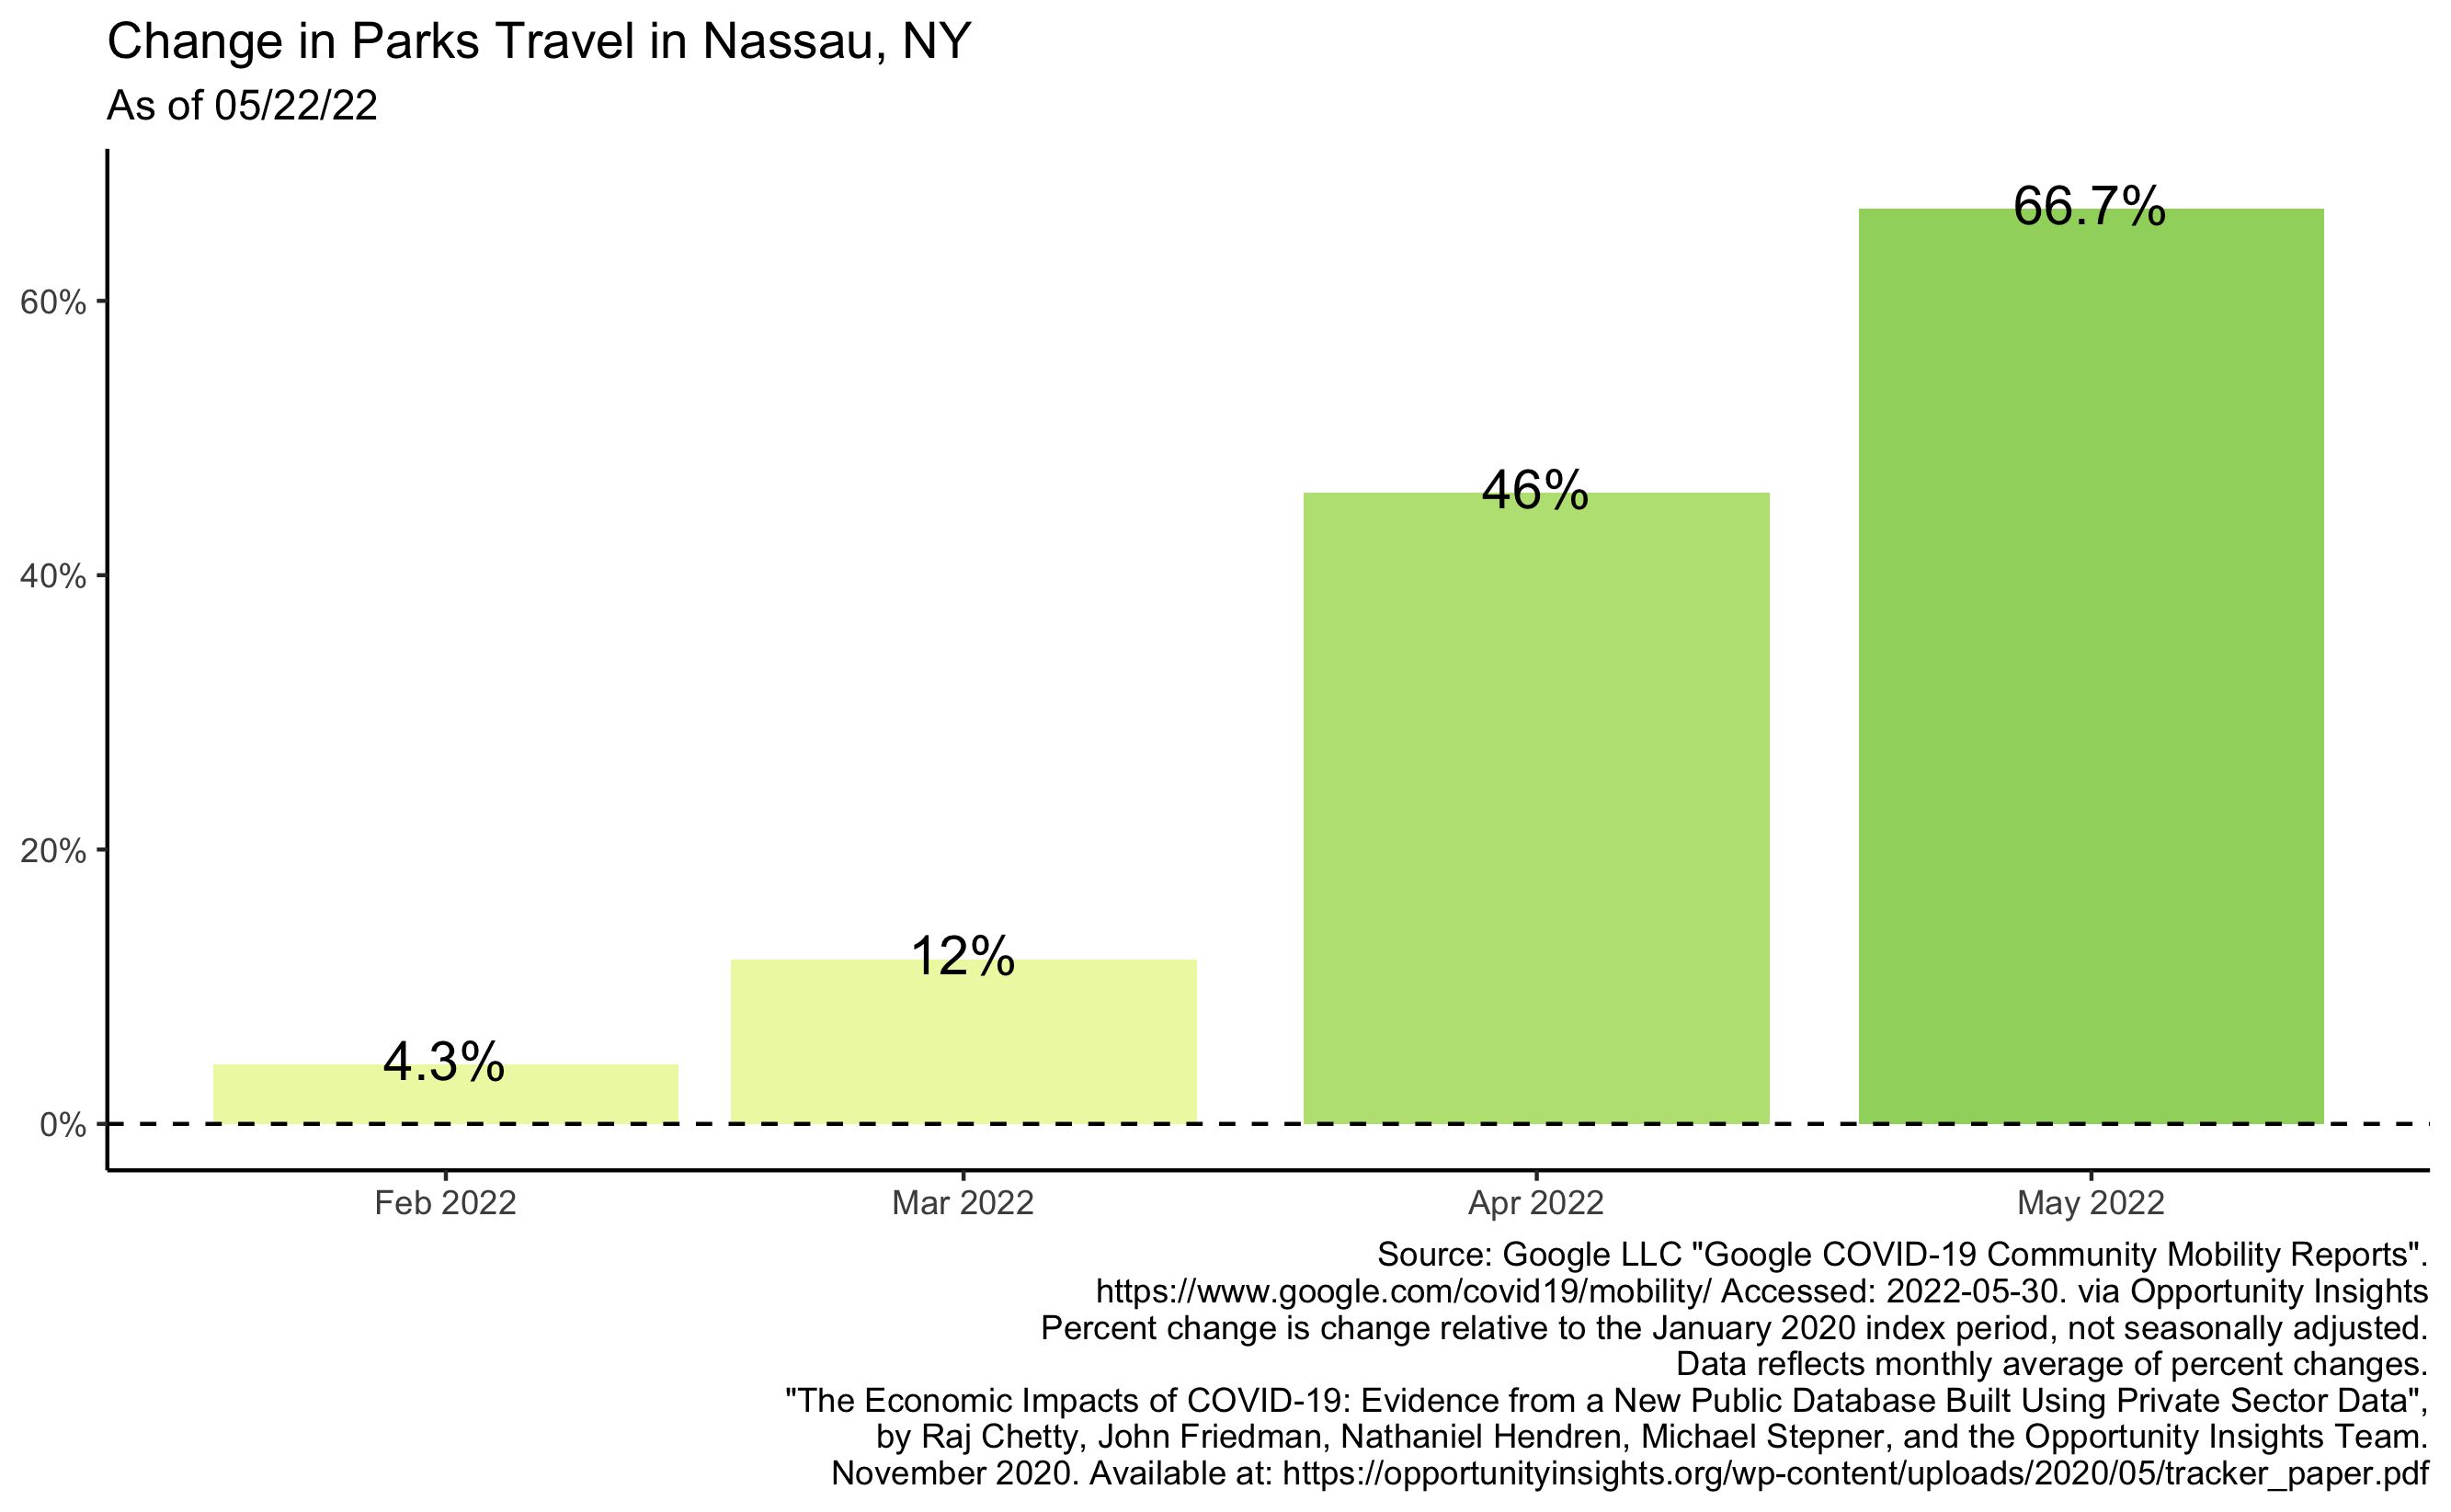 Change in Parks Travel in Nassau, NY
As of 05/22/22
60%
40%
20%
0%
4.3%
12%
46%
66.7%
Feb 2022
Mar 2022
Apr 2022
May 2022
Source: Google LLC "Google COVID-19 Community Mobility Reports".
https://www.google.com/covid19/mobility/ Accessed: 2022-05-30. via Opportunity Insights
Percent change is change relative to the January 2020 index period, not seasonally adjusted.
Data reflects monthly average of percent changes.
"The Economic Impacts of COVID-19: Evidence from a New Public Database Built Using Private Sector Data",
by Raj Chetty, John Friedman, Nathaniel Hendren, Michael Stepner, and the Opportunity Insights Team.
November 2020. Available at: https://opportunityinsights.org/wp-content/uploads/2020/05/tracker_paper.pdf